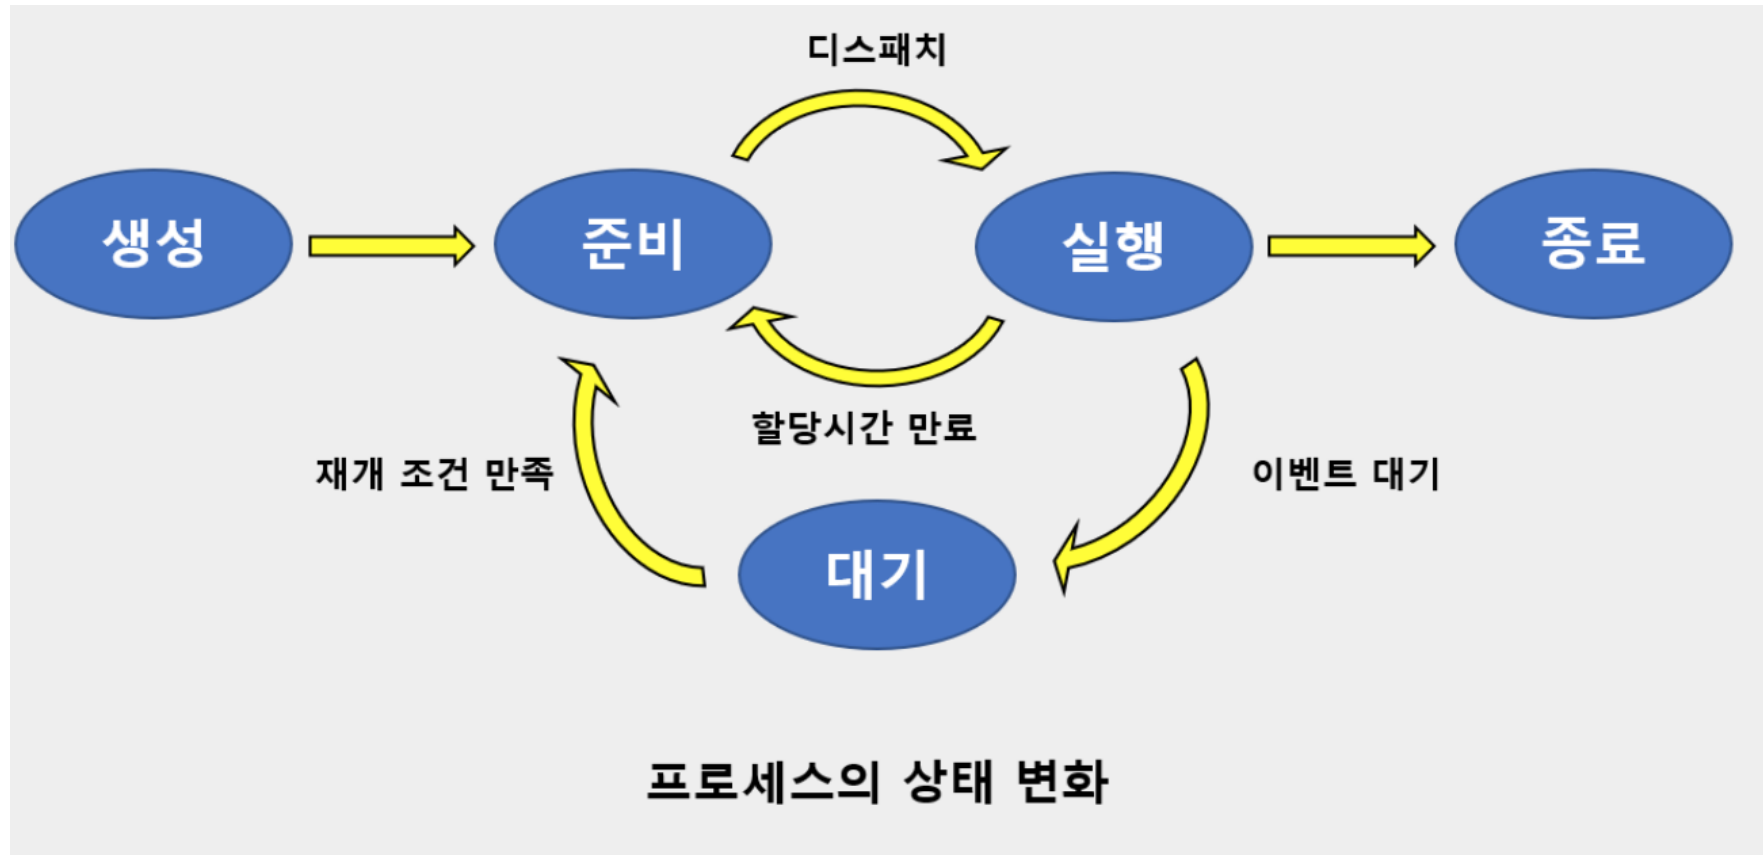 디스패치
생성
준비
실행
종료
할당시간 만료
재개 조건 만족
이벤트 대기
대기
프로세스의 상태 변화